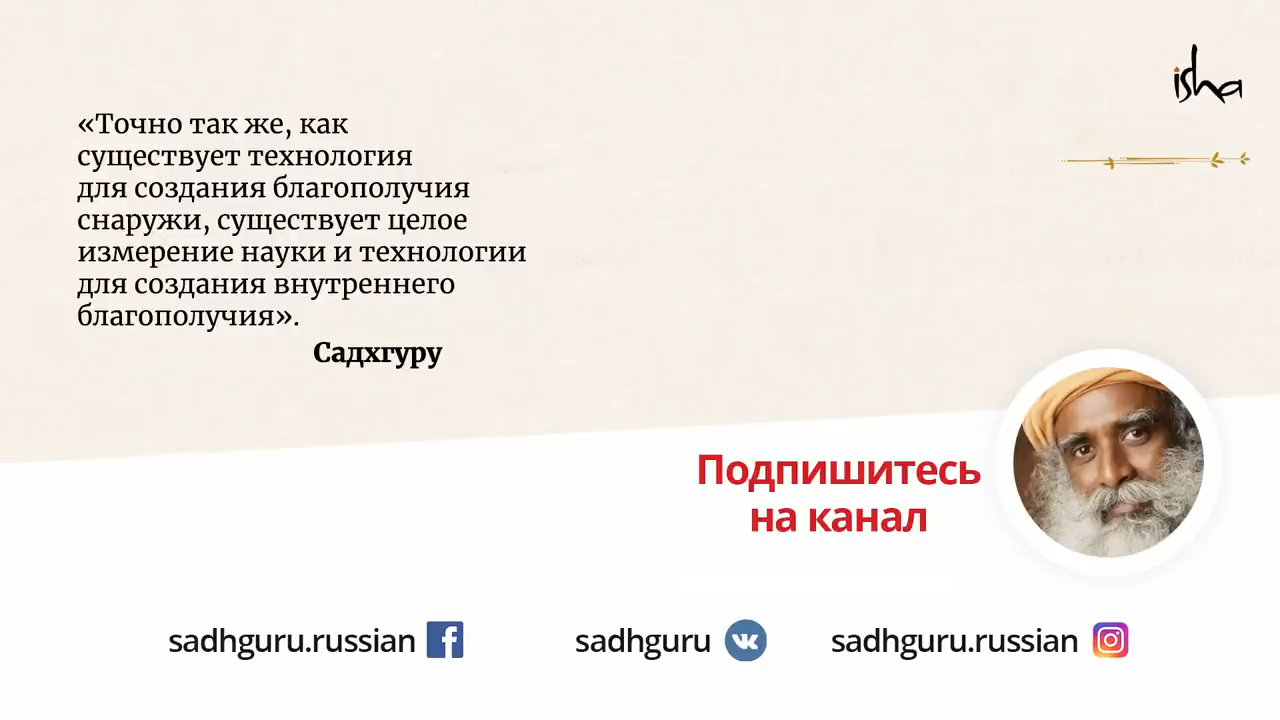 isha
«Точно так же, как
существует технология
для создания благополучия
снаружи, существует целое
измерение науки и технологии
для создания внутреннего
благополучия».
Садхгуру
Подпишитесь
на канал
sadhguru.russian
sadhguru
sadhguru.russian